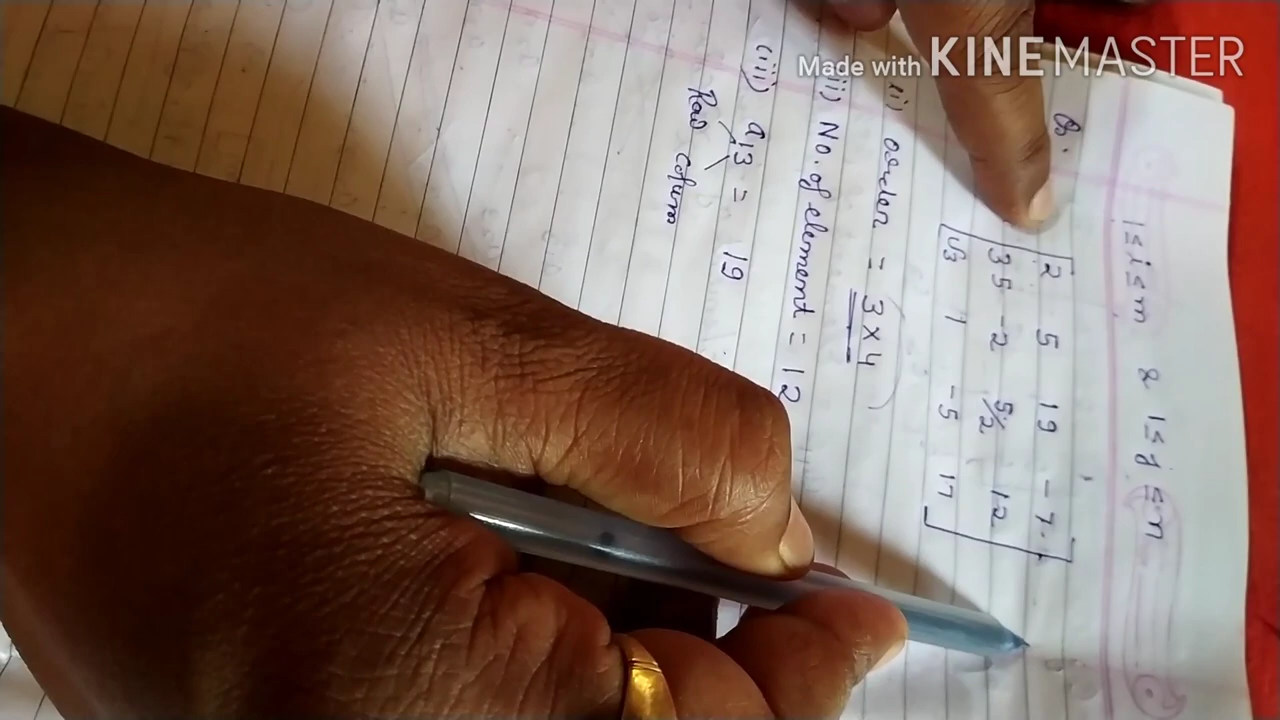 Made with KINEMASTER
1≤i≤m & 1≤j≤n
Q.
2 5 19 -7
35 -2 5/2 12
√3 1 -5 17
(i) order = 3×4
(ii) No. of element = 12
(iii) a13 = 19
Row colum